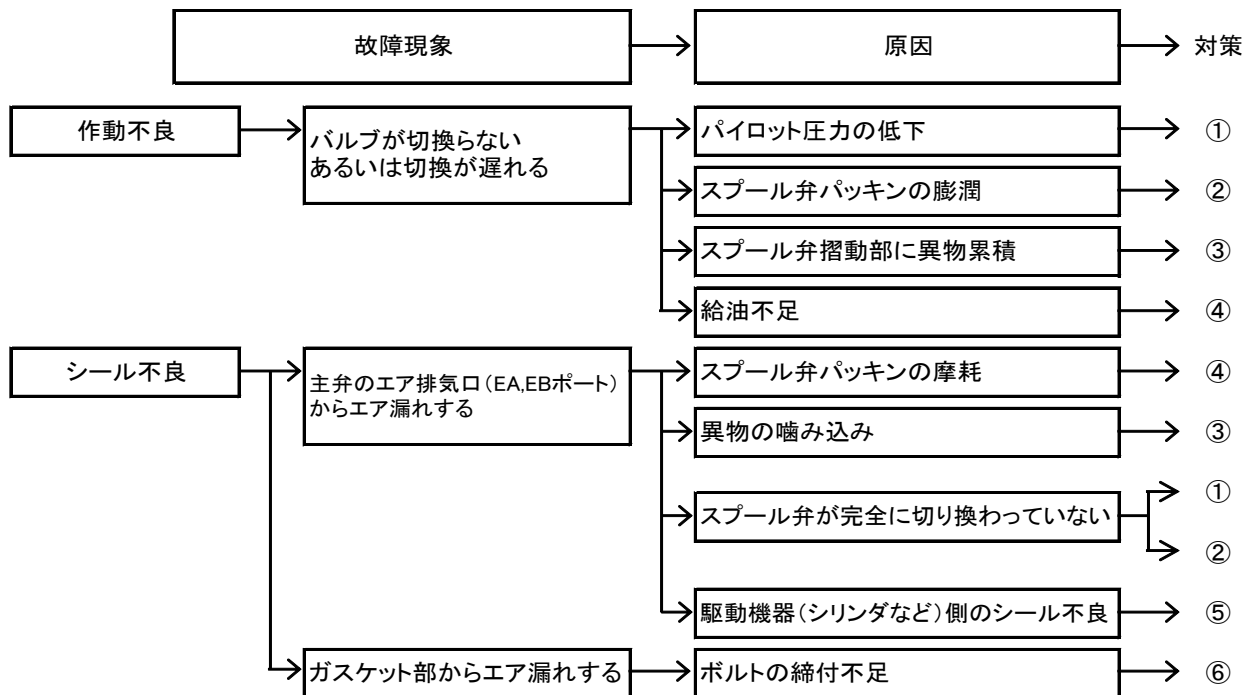 故障現象
原因
対策
作動不良
バルブが切換らない
あるいは切換が遅れる
パイロット圧力の低下
①
スプール弁パッキンの膨潤
②
スプール弁摺動部に異物累積
③
給油不足
④
シール不良
主弁のエア排気口(EA,EBポート)
からエア漏れする
スプール弁パッキンの摩耗
④
異物の噛み込み
③
スプール弁が完全に切り換わっていない
①
②
駆動機器(シリンダなど)側のシール不良
⑤
ガスケット部からエア漏れする
ボルトの締付不足
⑥